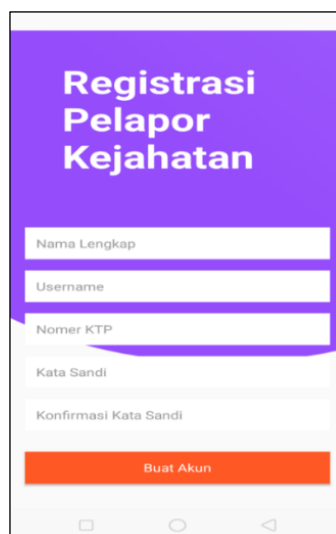 Registrasi
Pelapor
Kejahatan
Nama Lengkap
Username
Nomer KTP
Kata Sandi
Konfirmasi Kata Sandi
Buat Akun